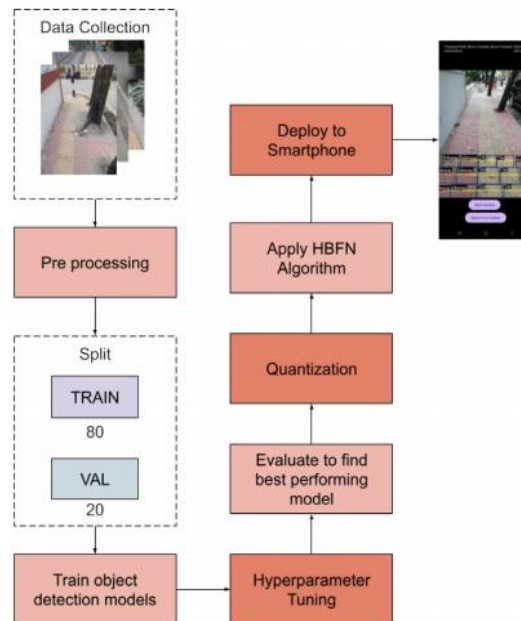 Data Collection
Pre processing
Split
TRAIN
80
VAL
20
Train object
detection models
Hyperparameter
Tuning
Evaluate to find
best performing
model
Quantization
Apply HBFN
Algorithm
Deploy to
Smartphone